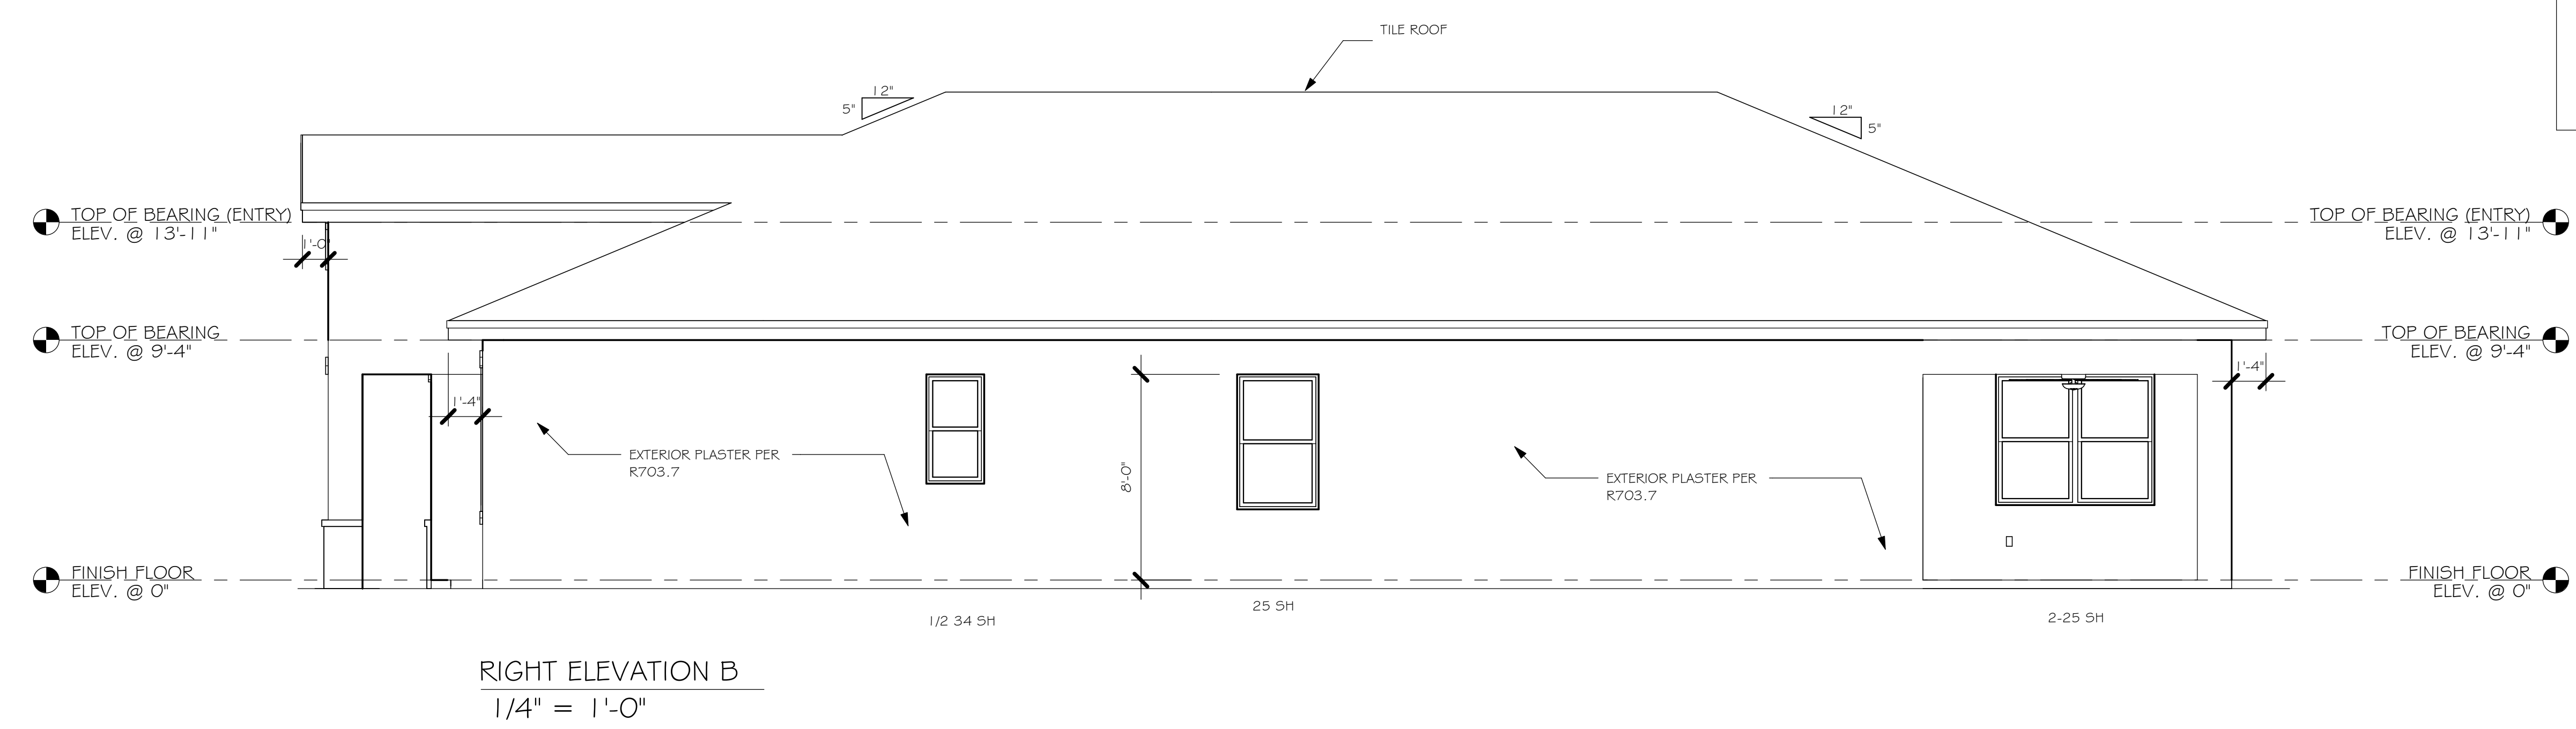 TILE ROOF
12"
5"
12"
5"
TOP OF BEARING (ENTRY)
ELEV. @ 13'-11"
TOP OF BEARING (ENTRY)
ELEV. @ 13'-11"
1'-0"
TOP OF BEARING
ELEV. @ 9'-4"
TOP OF BEARING
ELEV. @ 9'-4"
1'-4"
1'-4"
EXTERIOR PLASTER PER
R703.7
8'-0"
EXTERIOR PLASTER PER
R703.7
FINISH FLOOR
ELEV. @ 0"
FINISH FLOOR
ELEV. @ 0"
1/2 34 SH
25 SH
2-25 SH
RIGHT ELEVATION B
1/4" = 1'-0"